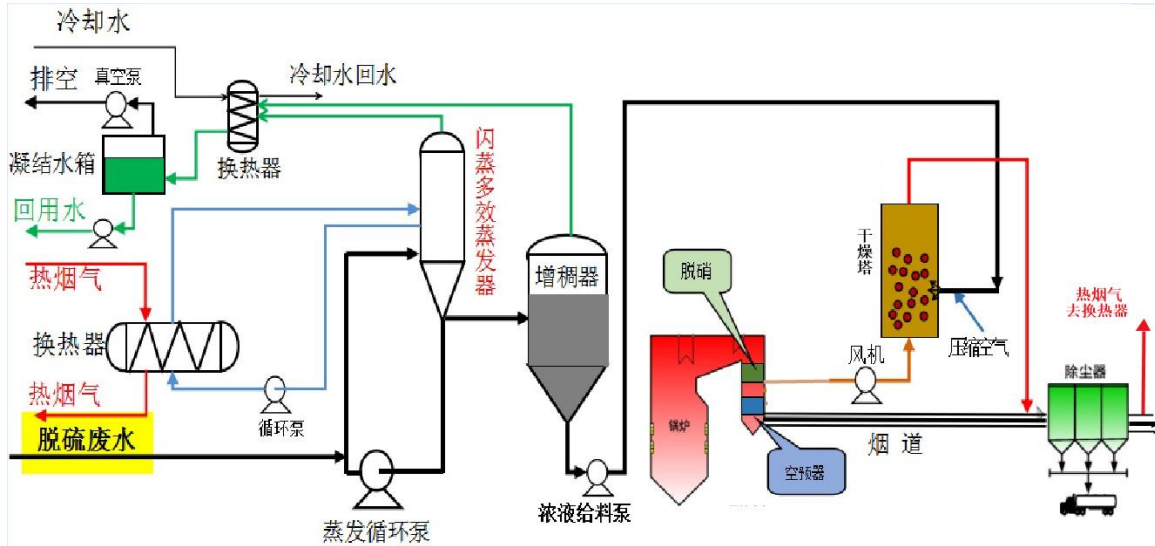 冷却水
排空
真空泵
冷却水回水
凝结水箱
换热器
回用水
热烟气
换热器
热烟气
循环泵
脱硫废水
蒸发循环泵
闪蒸多效蒸发器
增稠器
浓液给料泵
脱硝
锅炉
空预器
风机
干燥塔
压缩空气
烟 道
热烟气
去换热器
除尘器